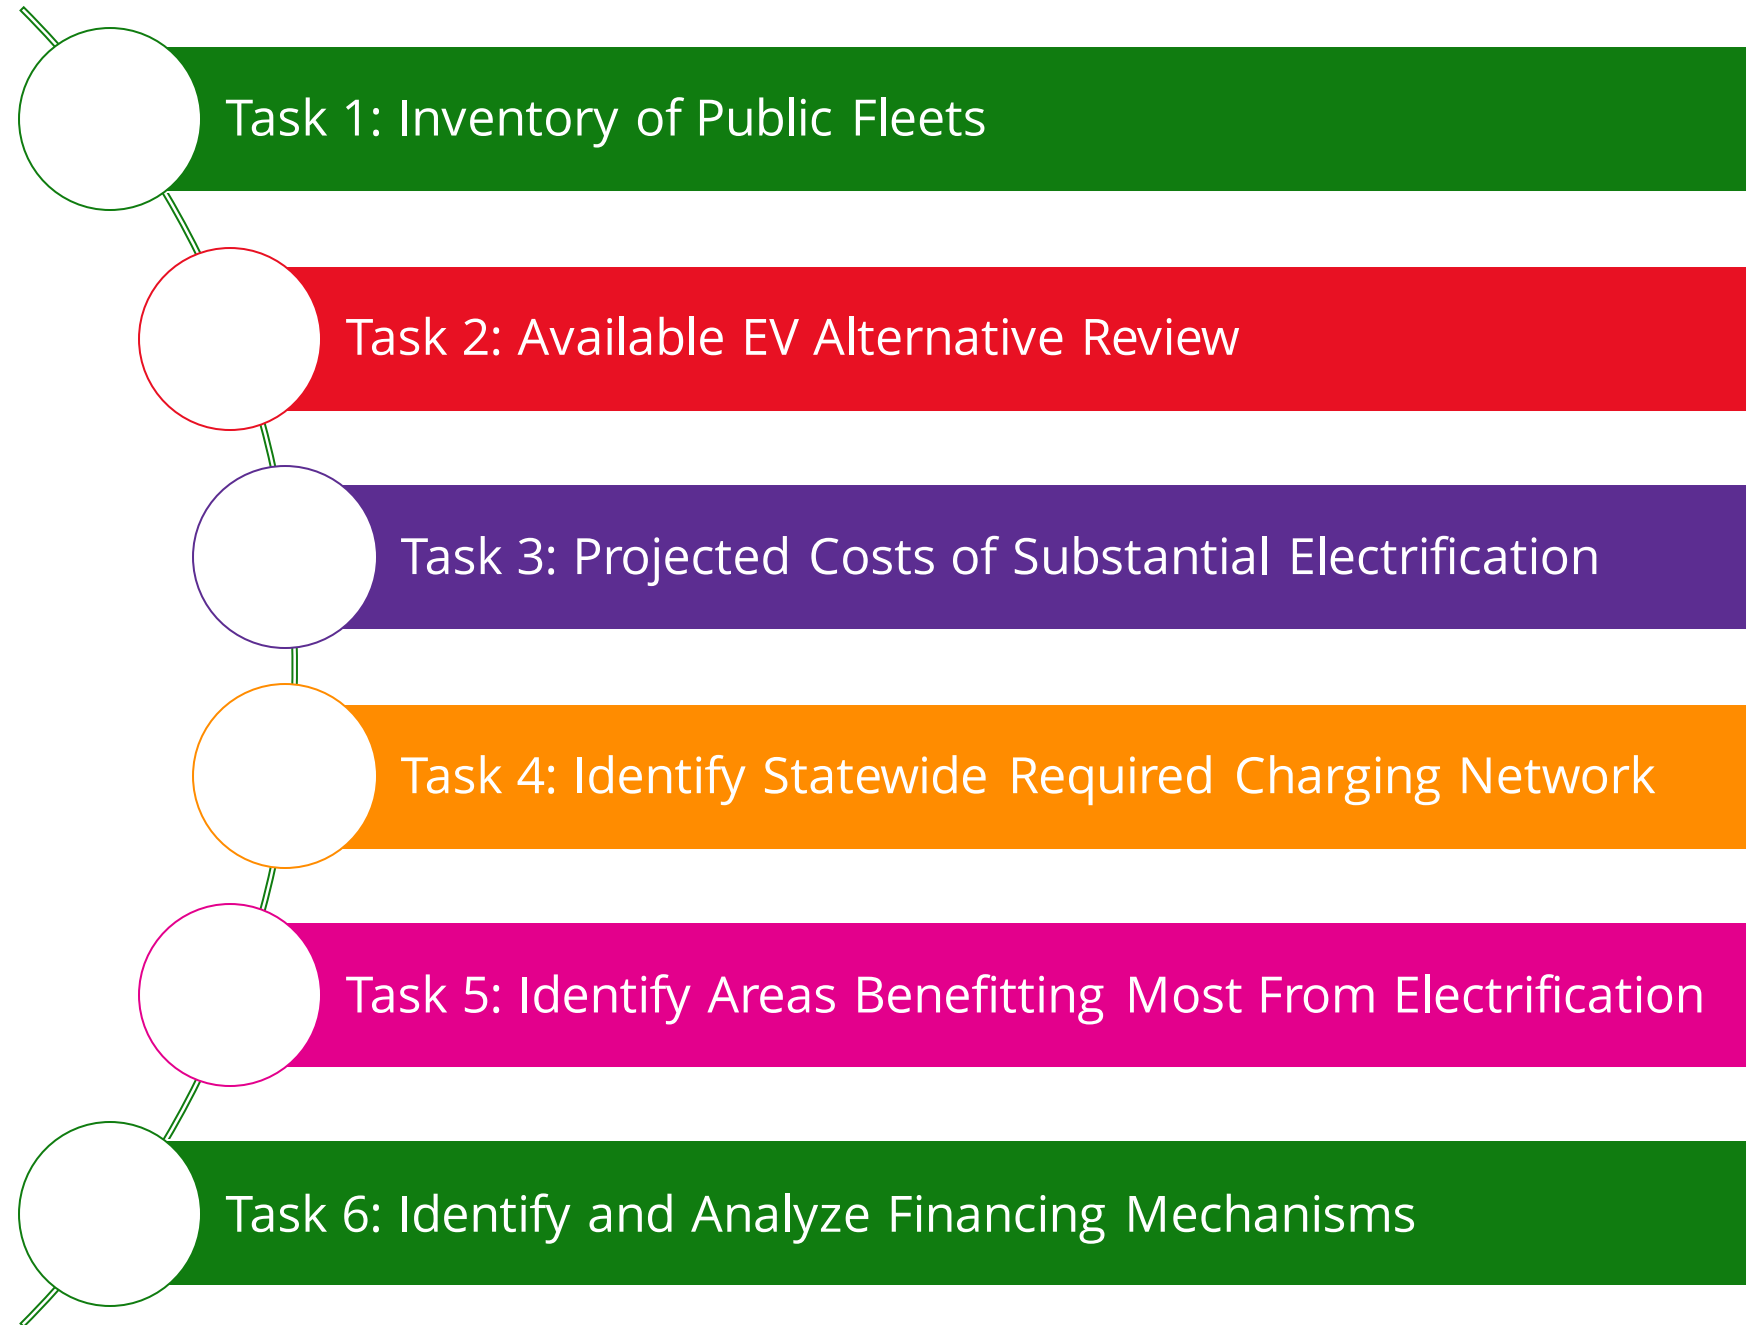 Task 1: Inventory of Public Fleets
Task 2: Available EV Alternative Review
Task 3: Projected Costs of Substantial Electrification
Task 4: Identify Statewide Required Charging Network
Task 5: Identify Areas Benefitting Most From Electrification
Task 6: Identify and Analyze Financing Mechanisms